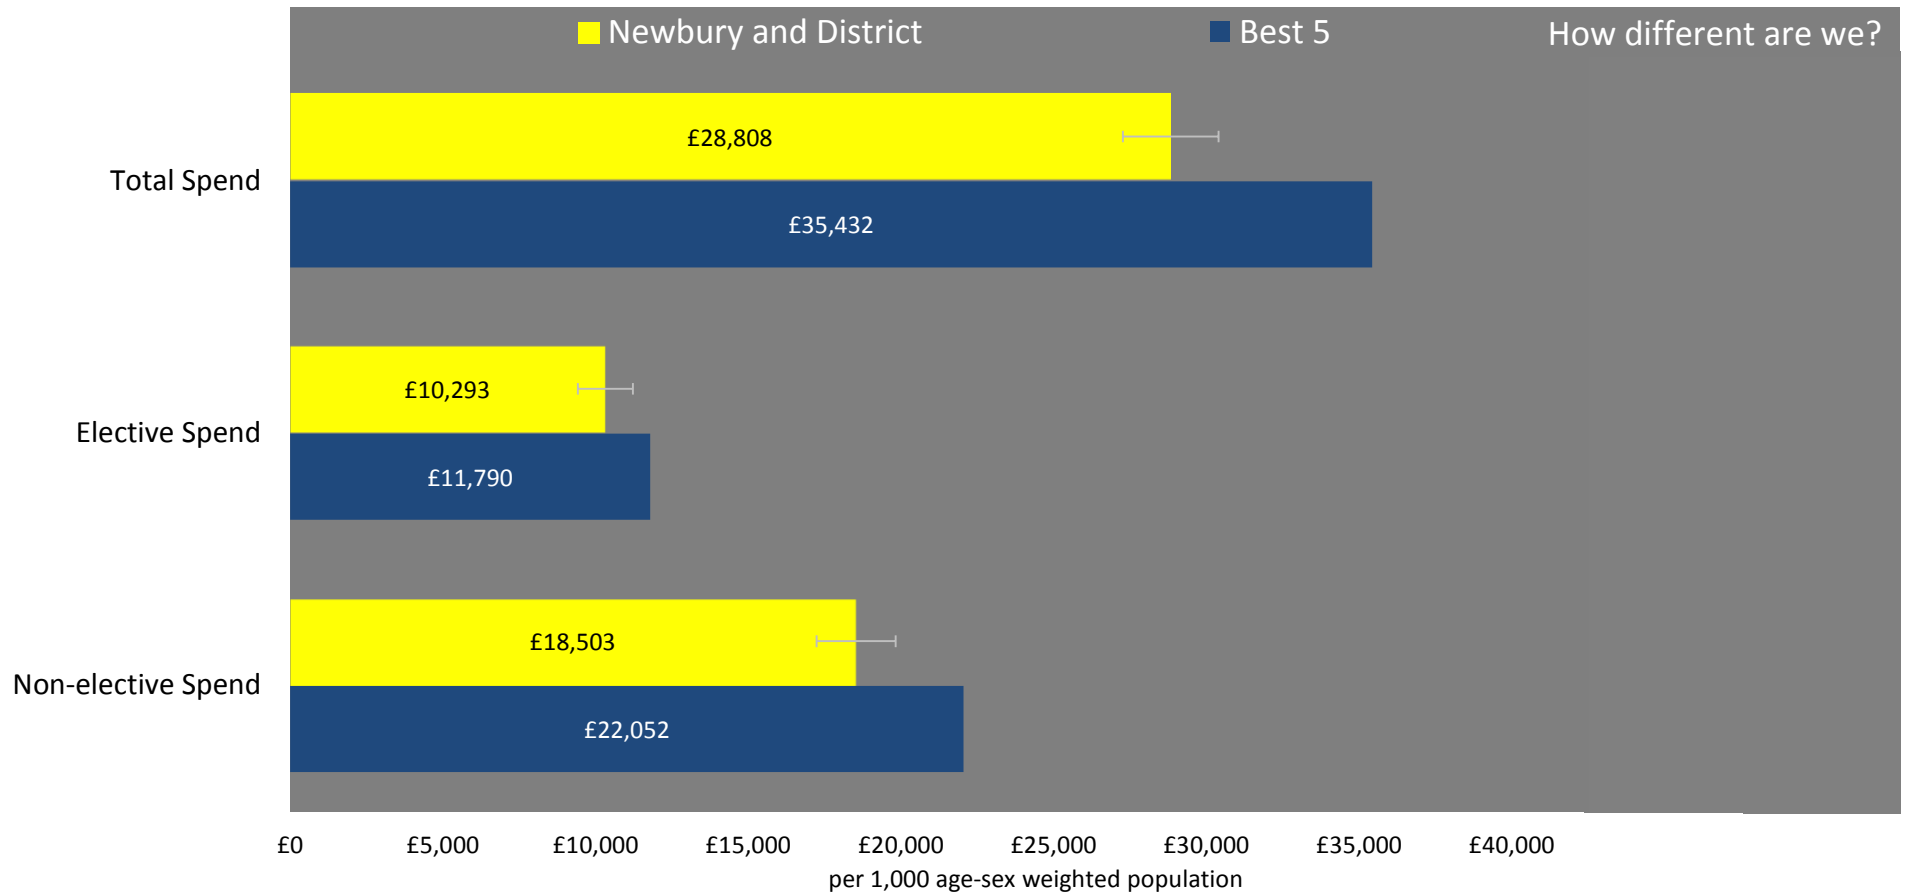 Newbury and District
Best 5
How different are we?
£28,808
Total Spend
£35,432
£10,293
Elective Spend
£11,790
£18,503
Non-elective Spend
£22,052
£0 £5,000 £10,000 £15,000 £20,000 £25,000 £30,000 £35,000 £40,000
per 1,000 age-sex weighted population